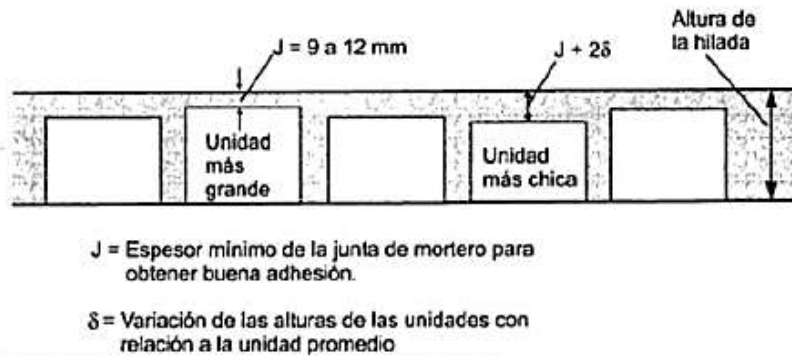 J = 9 a 12 mm
J + 2δ
Altura de
la hilada
Unidad
más
grande
Unidad
más chica
J = Espesor mínimo de la junta de mortero para
obtener buena adhesión.
δ = Variación de las alturas de las unidades con
relación a la unidad promedio